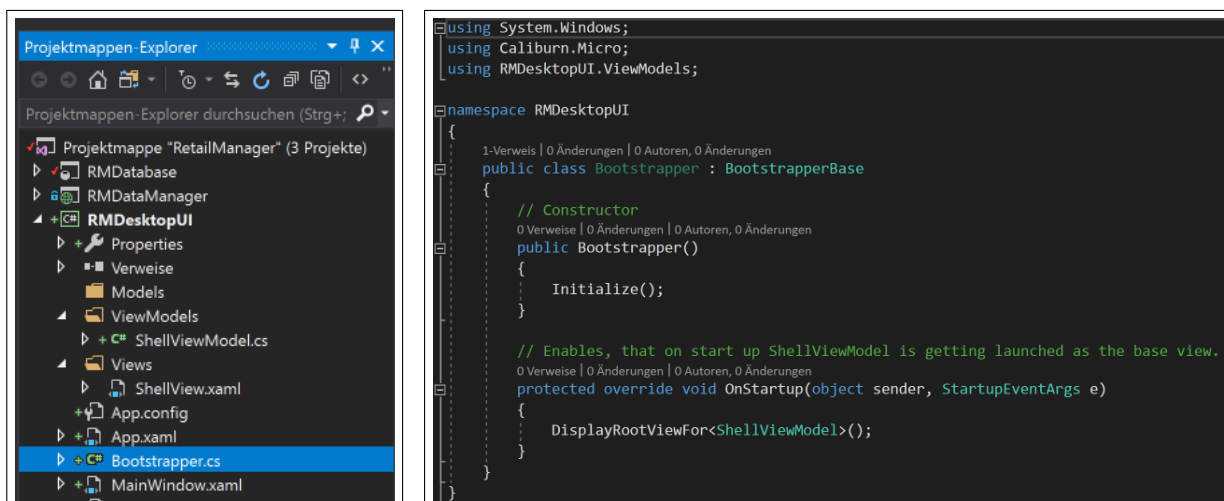 Projektmappen-Explorer
Projektmappen-Explorer durchsuchen (Strg+;
Projektmappe "RetailManager" (3 Projekte)
RMDatabase
RMDataManager
+C# RMDesktopUI
+ Properties
Verweise
Models
ViewModels
+ C# ShellViewModel.cs
Views
ShellView.xaml
+ App.config
+ App.xaml
+ C# Bootstrapper.cs
+ MainWindow.xaml
using System.Windows;
using Caliburn.Micro;
using RMDesktopUI.ViewModels;
namespace RMDesktopUI
{
1-Verweis | 0 Änderungen | 0 Autoren, 0 Änderungen
public class Bootstrapper : BootstrapperBase
{
// Constructor
0 Verweise | 0 Änderungen | 0 Autoren, 0 Änderungen
public Bootstrapper()
{
Initialize();
}
// Enables, that on start up ShellViewModel is getting launched as the base view.
0 Verweise | 0 Änderungen | 0 Autoren, 0 Änderungen
protected override void OnStartup(object sender, StartupEventArgs e)
{
DisplayRootViewFor<ShellViewModel>();
}
}
}